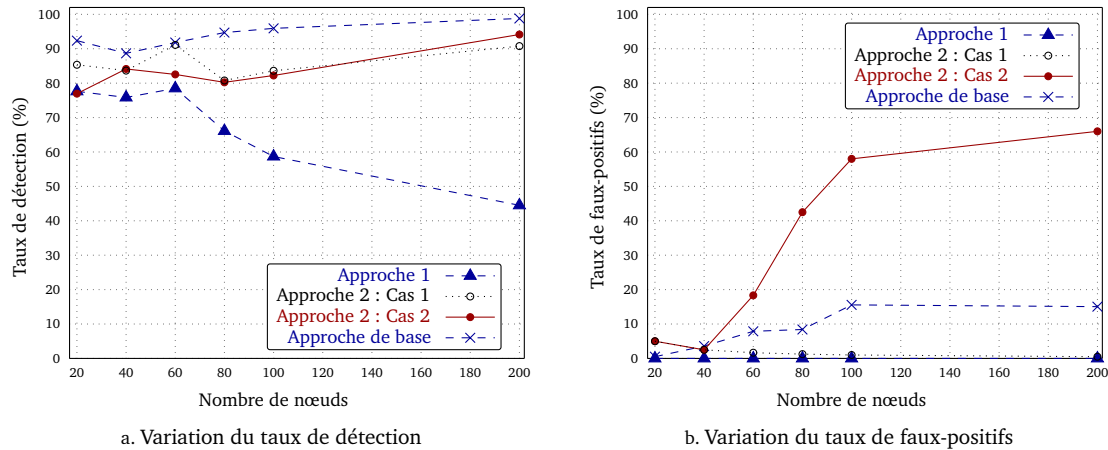 100
90
80
70
60
50
40
30
20
10
0
20 40 60 80 100 120 140 160 180 200
Taux de détection (%)
Nombre de nœuds
Approche 1
Approche 2 : Cas 1
Approche 2 : Cas 2
Approche de base
a. Variation du taux de détection
100
90
80
70
60
50
40
30
20
10
0
20 40 60 80 100 120 140 160 180 200
Taux de faux-positifs (%)
Nombre de nœuds
Approche 1
Approche 2 : Cas 1
Approche 2 : Cas 2
Approche de base
b. Variation du taux de faux-positifs